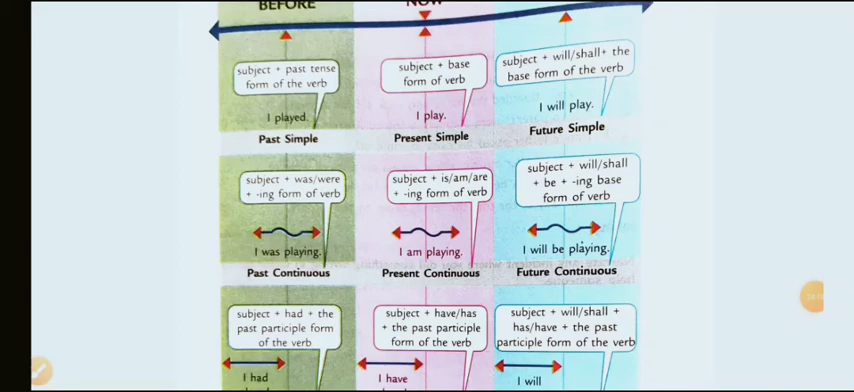 BEFORE
NOW
subject + past tense
form of the verb
I played.
Past Simple
subject + base
form of verb
I play.
Present Simple
subject + will/shall+ the
base form of the verb
I will play.
Future Simple
subject + was/were
+ -ing form of verb
I was playing.
Past Continuous
subject + is/am/are
+ -ing form of verb
I am playing.
Present Continuous
subject + will/shall
+ be + -ing base
form of verb
I will be playing.
Future Continuous
subject + had + the
past participle form
of the verb
I had
subject + have/has
+ the past participle
form of the verb
I have
subject + will/shall +
has/have + the past
participle form of the verb
I will